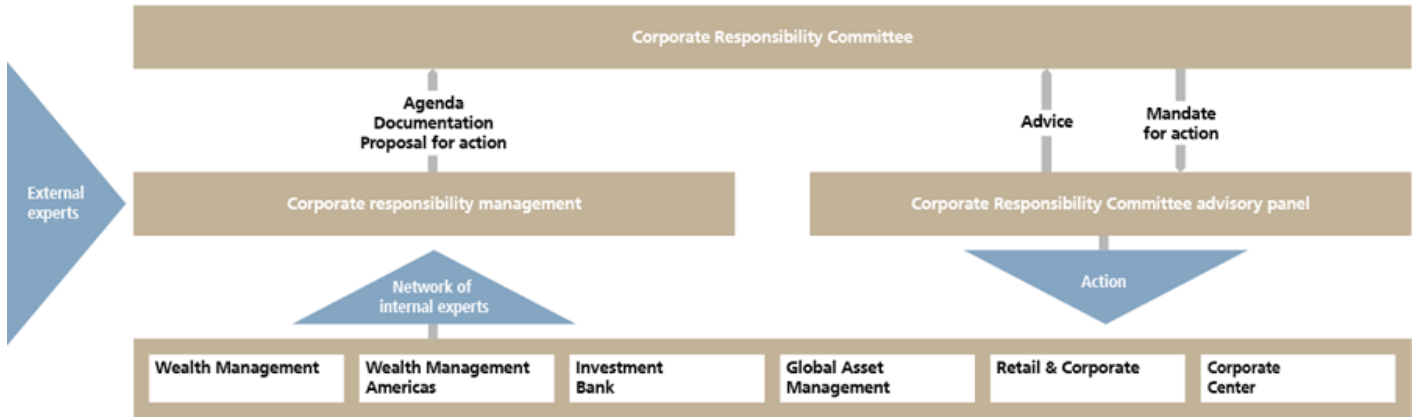 Corporate Responsibility Committee
Agenda
Documentation
Proposal for action
Advice
Mandate
for action
External
experts
Corporate responsibility management
Corporate Responsibility Committee advisory panel
Network of
internal experts
Action
Wealth Management
Wealth Management
Americas
Investment
Bank
Global Asset
Management
Retail & Corporate
Corporate
Center